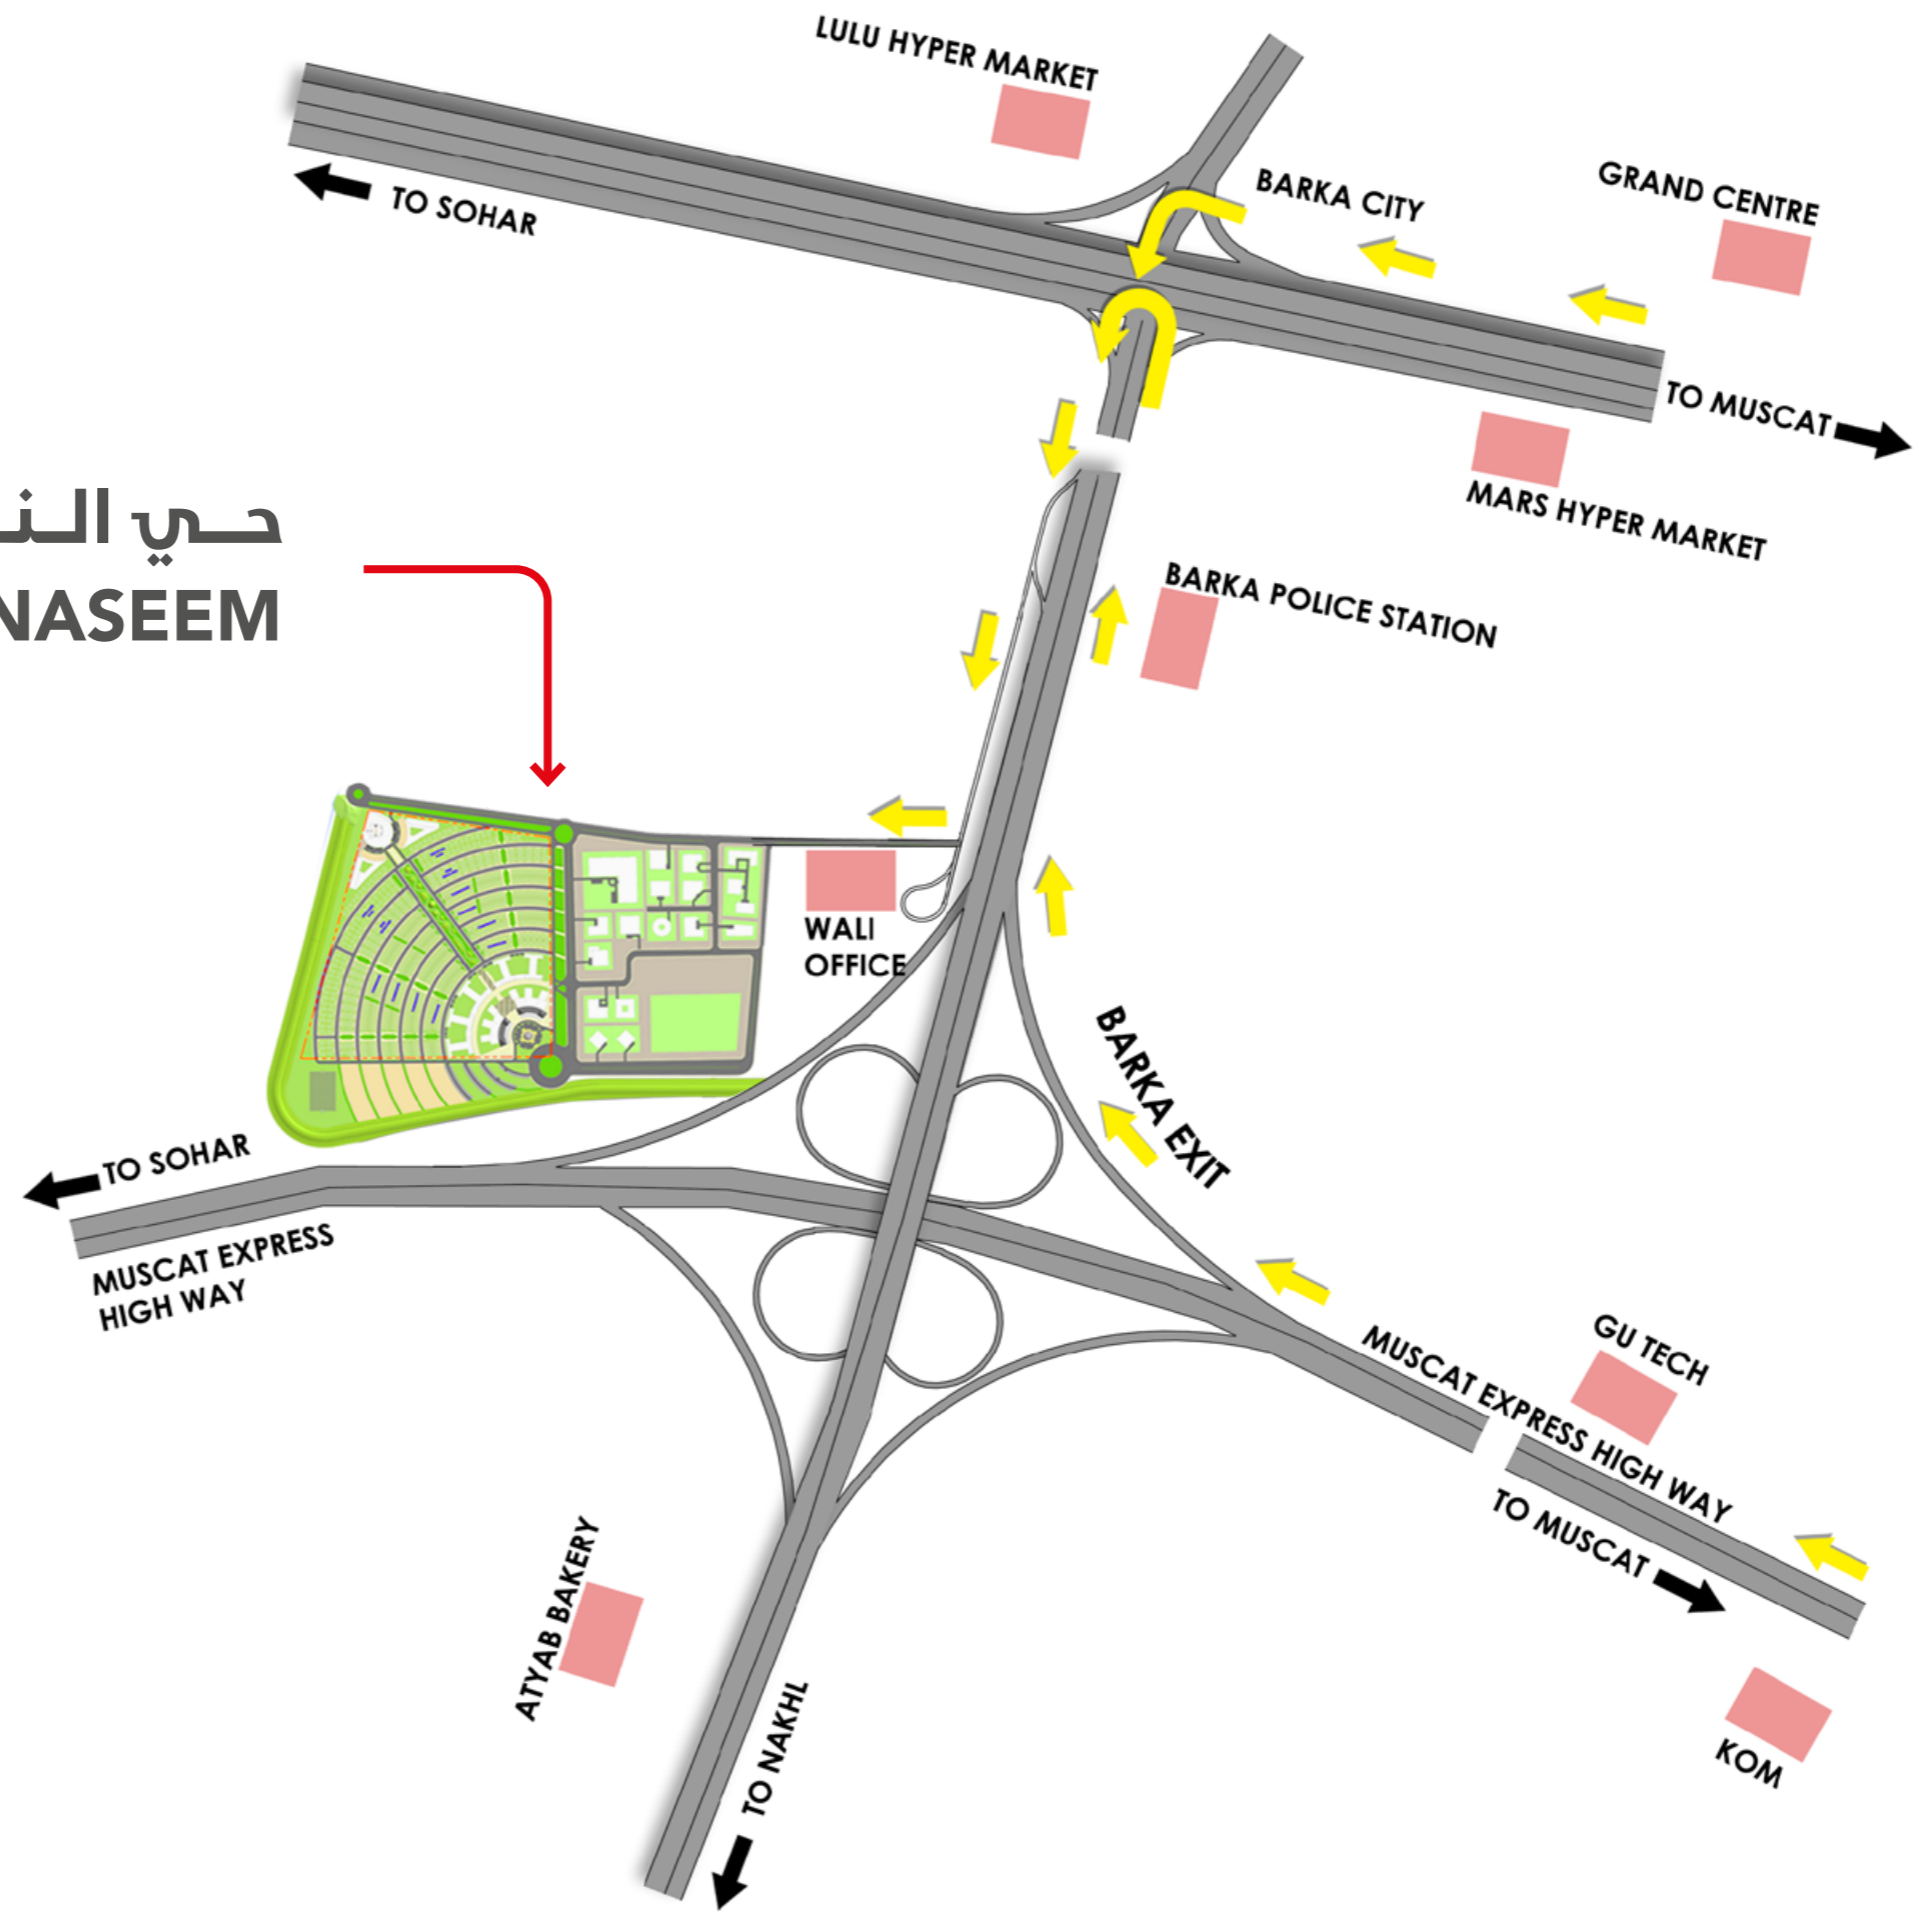 LULU HYPER MARKET
BARKA CITY
GRAND CENTRE
TO SOHAR
TO MUSCAT
MARS HYPER MARKET
حي
NASEEM
BARKA POLICE STATION
WALI
OFFICE
BARKA EXIT
TO SOHAR
MUSCAT EXPRESS
HIGH WAY
GU TECH
MUSCAT EXPRESS HIGH WAY
TO MUSCAT
ATYAB BAKERY
TO NAKHL
KOM